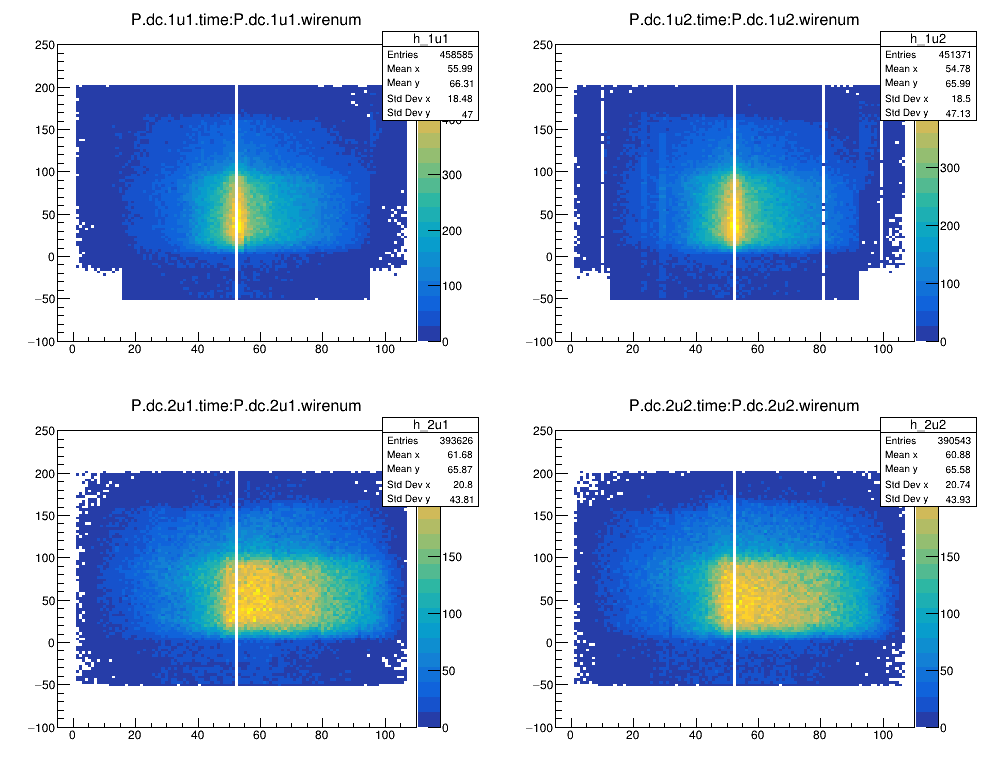 P.dc.1u1.time:P.dc.1u1.wirenum
h_1u1
Entries 458585
Mean x 55.99
Mean y 66.31
Std Dev x 18.48
Std Dev y 47
250
200
150
100
50
0
−50
−100
0 20 40 60 80 100
400
300
200
100
0
P.dc.1u2.time:P.dc.1u2.wirenum
h_1u2
Entries 451371
Mean x 54.78
Mean y 65.99
Std Dev x 18.5
Std Dev y 47.13
250
200
150
100
50
0
−50
−100
0 20 40 60 80 100
300
200
100
0
P.dc.2u1.time:P.dc.2u1.wirenum
h_2u1
Entries 393626
Mean x 61.68
Mean y 65.87
Std Dev x 20.8
Std Dev y 43.81
250
200
150
100
50
0
−50
−100
0 20 40 60 80 100
150
100
50
0
P.dc.2u2.time:P.dc.2u2.wirenum
h_2u2
Entries 390543
Mean x 60.88
Mean y 65.58
Std Dev x 20.74
Std Dev y 43.93
250
200
150
100
50
0
−50
−100
0 20 40 60 80 100
150
100
50
0